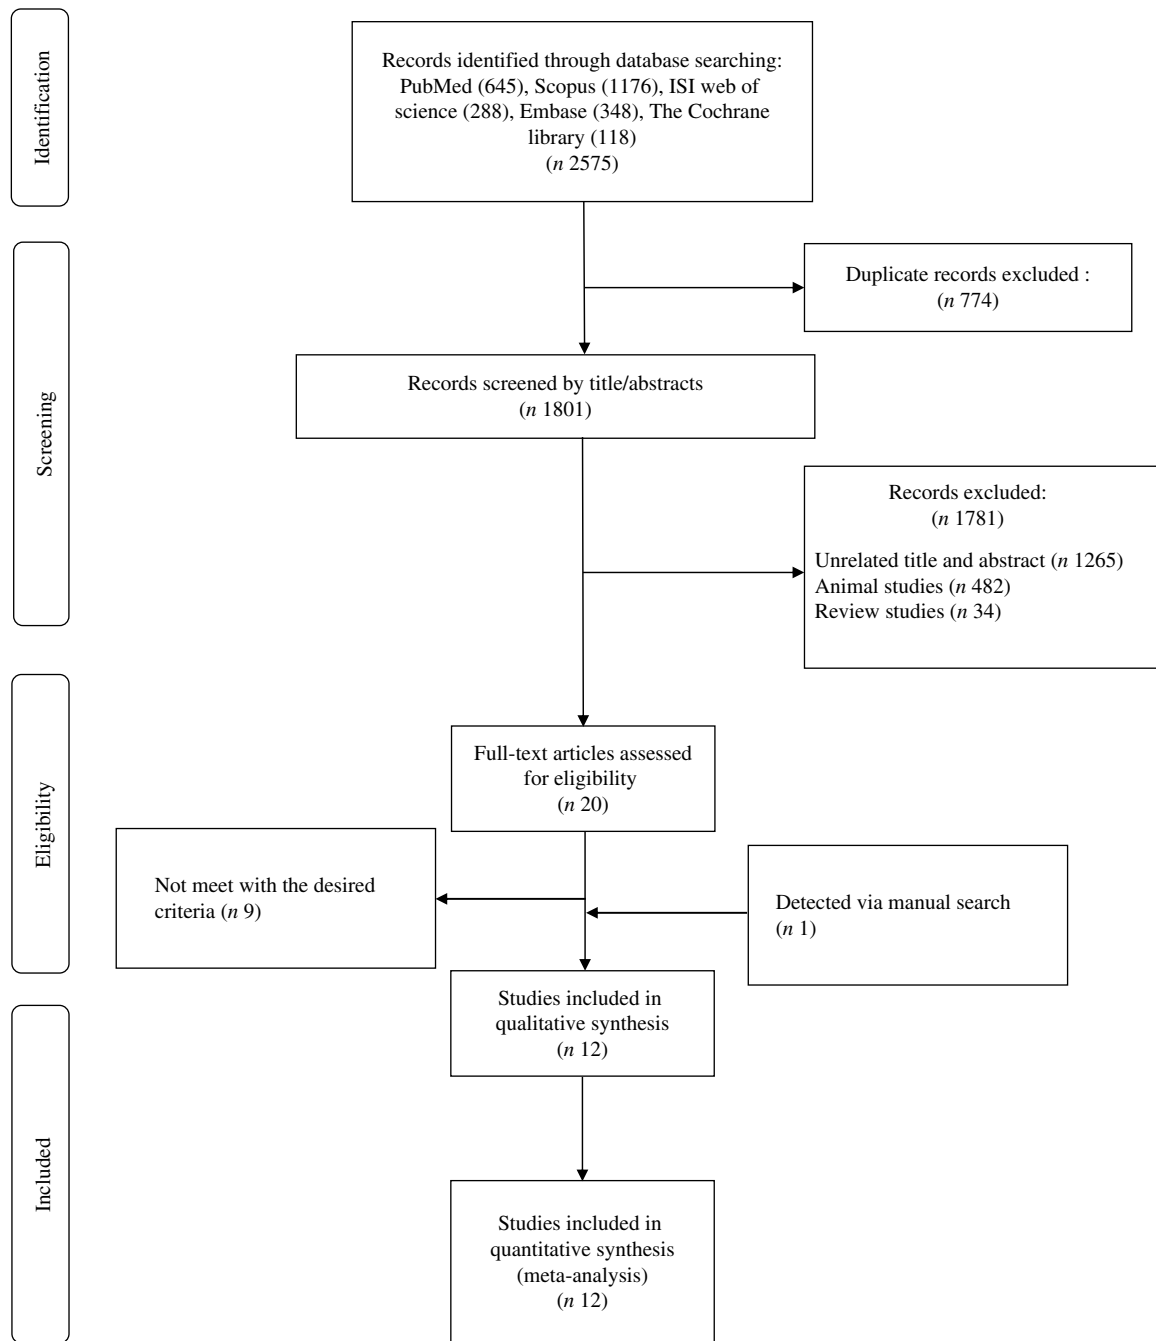 Identification
Records identified through database searching:
PubMed (645), Scopus (1176), ISI web of
science (288), Embase (348), The Cochrane
library (118)
(n 2575)
Screening
Duplicate records excluded :
(n 774)
Records screened by title/abstracts
(n 1801)
Records excluded:
(n 1781)
Unrelated title and abstract (n 1265)
Animal studies (n 482)
Review studies (n 34)
Eligibility
Full-text articles assessed
for eligibility
(n 20)
Not meet with the desired
criteria (n 9)
Detected via manual search
(n 1)
Included
Studies included in
qualitative synthesis
(n 12)
Studies included in
quantitative synthesis
(meta-analysis)
(n 12)